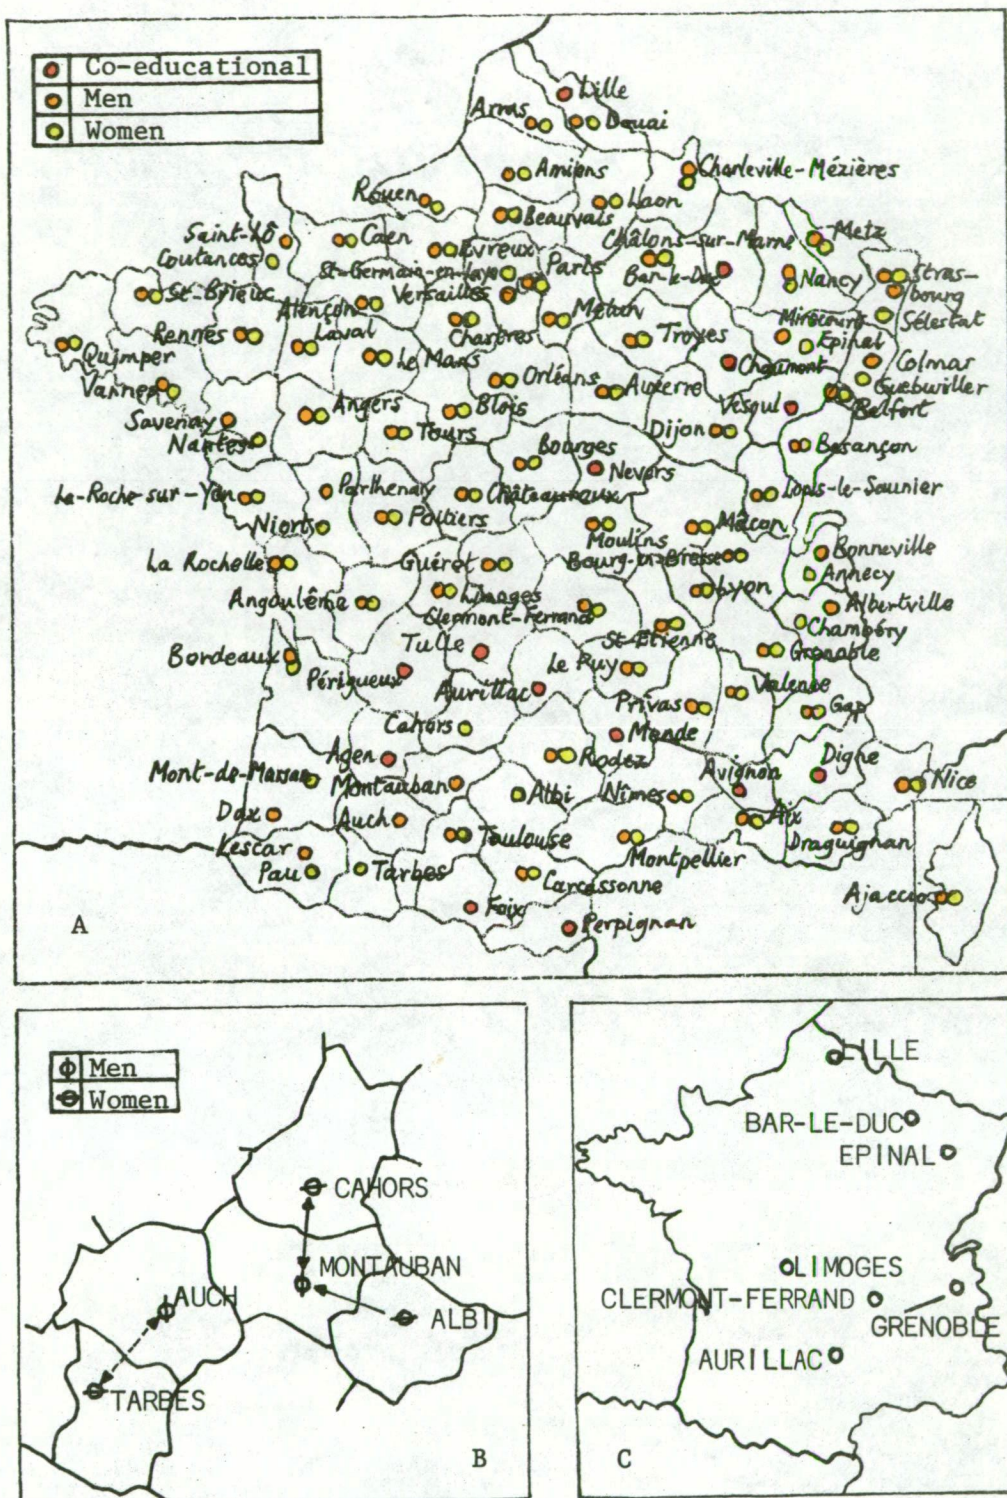 Co-educational
Men
Women
Lille
Arras
Douai
Charleville-Mézières
Amiens
Laon
Rouen
Beauvais
Saint-Lô
Caen
Evreux
Châlons-sur-Marne
Metz
Coutances
St-Germain-en-Laye
Paris
Bar-le-Duc
Nancy
Stras-
bourg
St-Brieuc
Versailles
Alençon
Melun
Mirecourt
Sélestat
Rennes
Laval
Chartres
Troyes
Epinal
Quimper
Le Mans
Chaumont
Colmar
Vannes
Orléans
Auxerre
Guebwiller
Savenay
Angers
Blois
Vesoul
Belfort
Nantes
Tours
Dijon
Besançon
Bourges
Nevers
La-Roche-sur-Yon
Parthenay
Châteauroux
Lons-le-Saunier
Niort
Poitiers
Moulins
Mâcon
La Rochelle
Guéret
Bourg-en-Bresse
Bonneville
Annecy
Angoulême
Limoges
Lyon
Albertville
Clermont-Ferrand
Chambéry
St-Etienne
Tulle
Grenoble
Bordeaux
Périgueux
Le Puy
Aurillac
Valence
Privas
Gap
Cahors
Mende
Agen
Rodez
Digne
Mont-de-Marsan
Montauban
Avignon
Nice
Albi
Nîmes
Dax
Auch
Aix
Toulouse
Draguignan
Lescar
Montpellier
Pau
Tarbes
Carcassonne
Ajaccio
Foix
A
Perpignan
Men
Women
CAHORS
MONTAUBAN
AUCH
ALBI
TARBES
B
LILLE
BAR-LE-DUC
EPINAL
LIMOGES
CLERMONT-FERRAND
GRENOBLE
AURILLAC
C